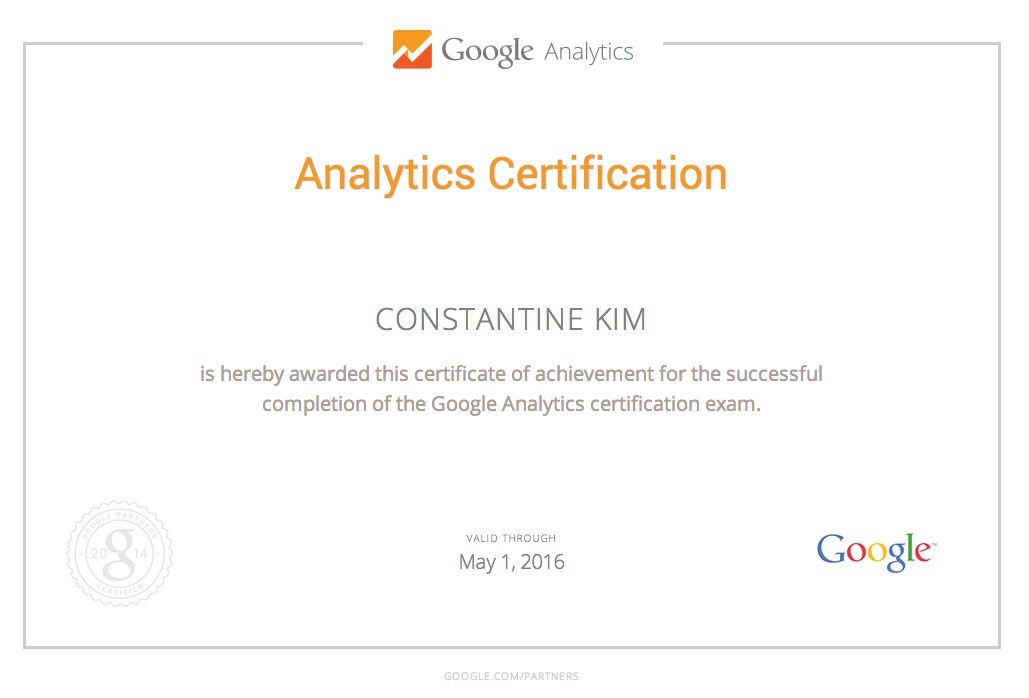 Google Analytics
Analytics Certification
CONSTANTINE KIM
is hereby awarded this certificate of achievement for the successful
completion of the Google Analytics certification exam.
GOOGLE PARTNERS
20 g 14
CERTIFIED
VALID THROUGH
May 1, 2016
Google™
GOOGLE.COM/PARTNERS